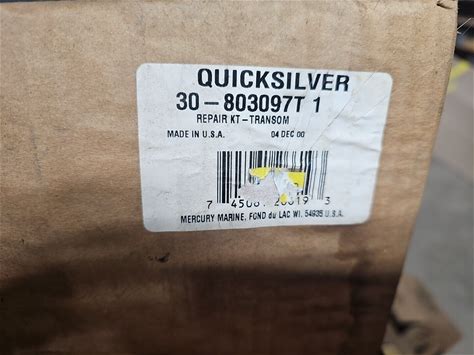 QUICKSILVER
30-803097T 1
REPAIR KT-TRANSOM
MADE IN U.S.A. 04 DEC 00
MERCURY MARINE, FOND du LAC WI, 54935 U.S.A.